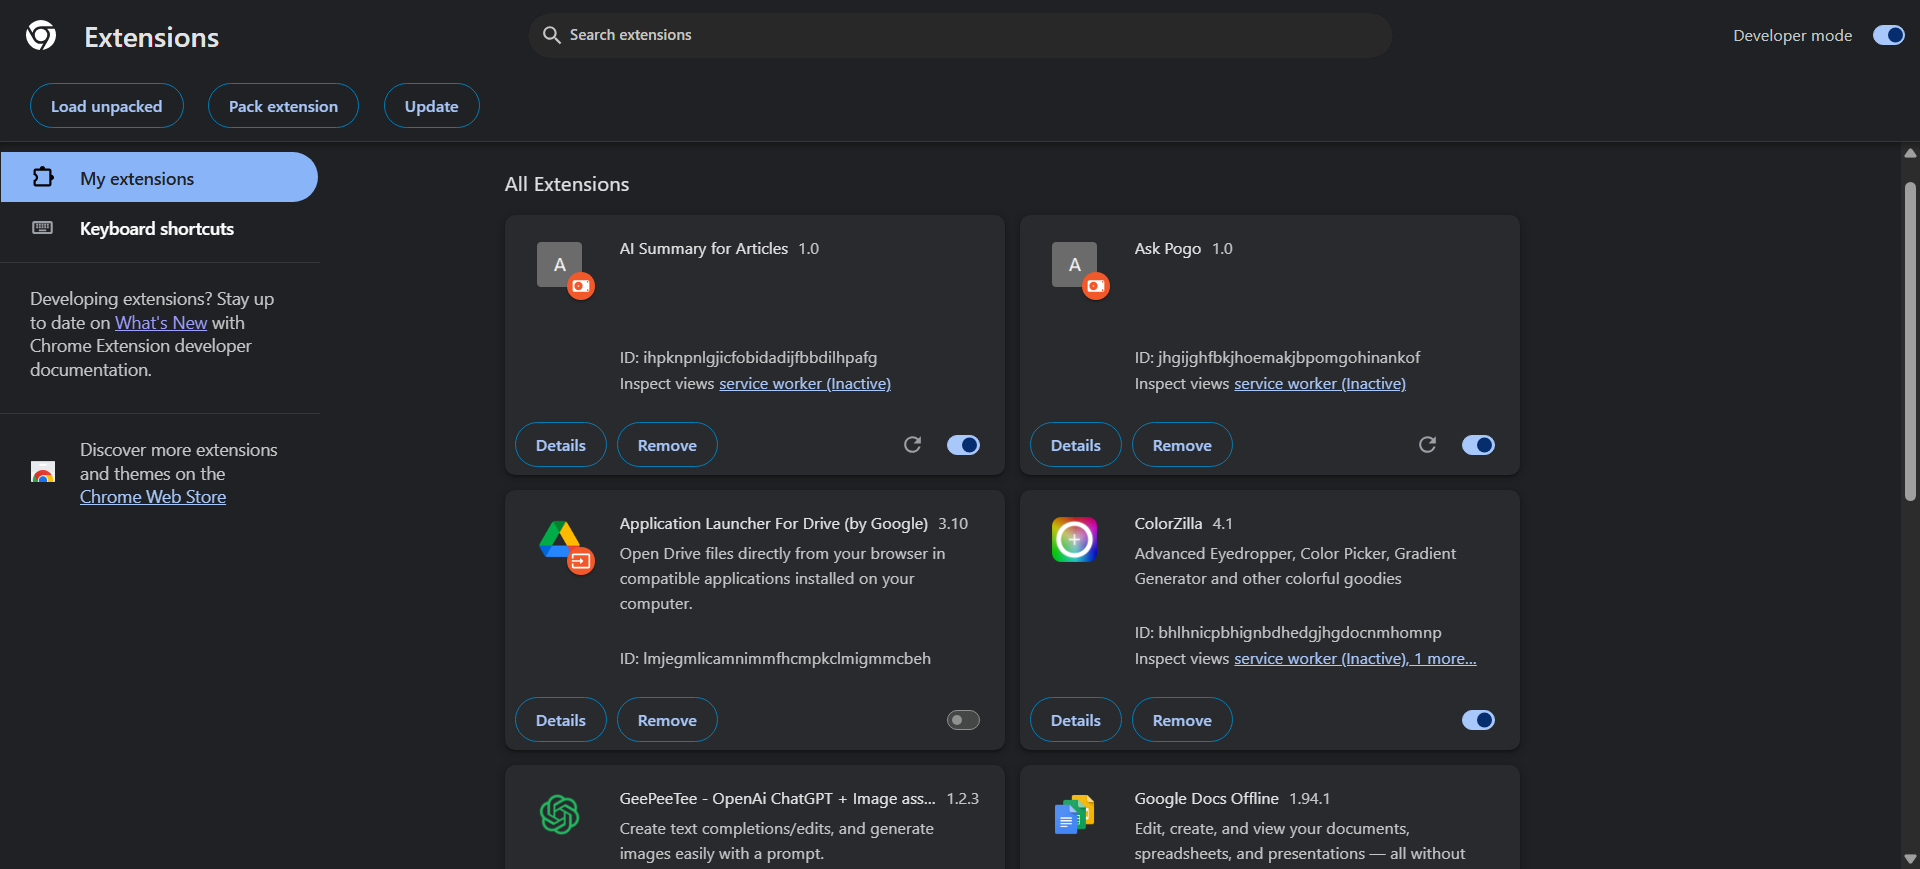 Extensions
Search extensions
Developer mode
Load unpacked
Pack extension
Update
My extensions
Keyboard shortcuts
Developing extensions? Stay up
to date on What's New with
Chrome Extension developer
documentation.
Discover more extensions
and themes on the
Chrome Web Store
All Extensions
A
AI Summary for Articles 1.0
ID: ihpknpnlgjicfobidadijfbbdilhpafg
Inspect views service worker (Inactive)
Details
Remove
A
Ask Pogo 1.0
ID: jhgijghfbkjhoemakjbpomgohinankof
Inspect views service worker (Inactive)
Details
Remove
Application Launcher For Drive (by Google) 3.10
Open Drive files directly from your browser in
compatible applications installed on your
computer.
ID: lmjegmlicamnimmfhcmpkclmigmmcbeh
Details
Remove
ColorZilla 4.1
Advanced Eyedropper, Color Picker, Gradient
Generator and other colorful goodies
ID: bhlhnicpbhignbdhedgjhgdocnmhomnp
Inspect views service worker (Inactive), 1 more...
Details
Remove
GeePeeTee - OpenAi ChatGPT + Image ass... 1.2.3
Create text completions/edits, and generate
images easily with a prompt.
Google Docs Offline 1.94.1
Edit, create, and view your documents,
spreadsheets, and presentations — all without